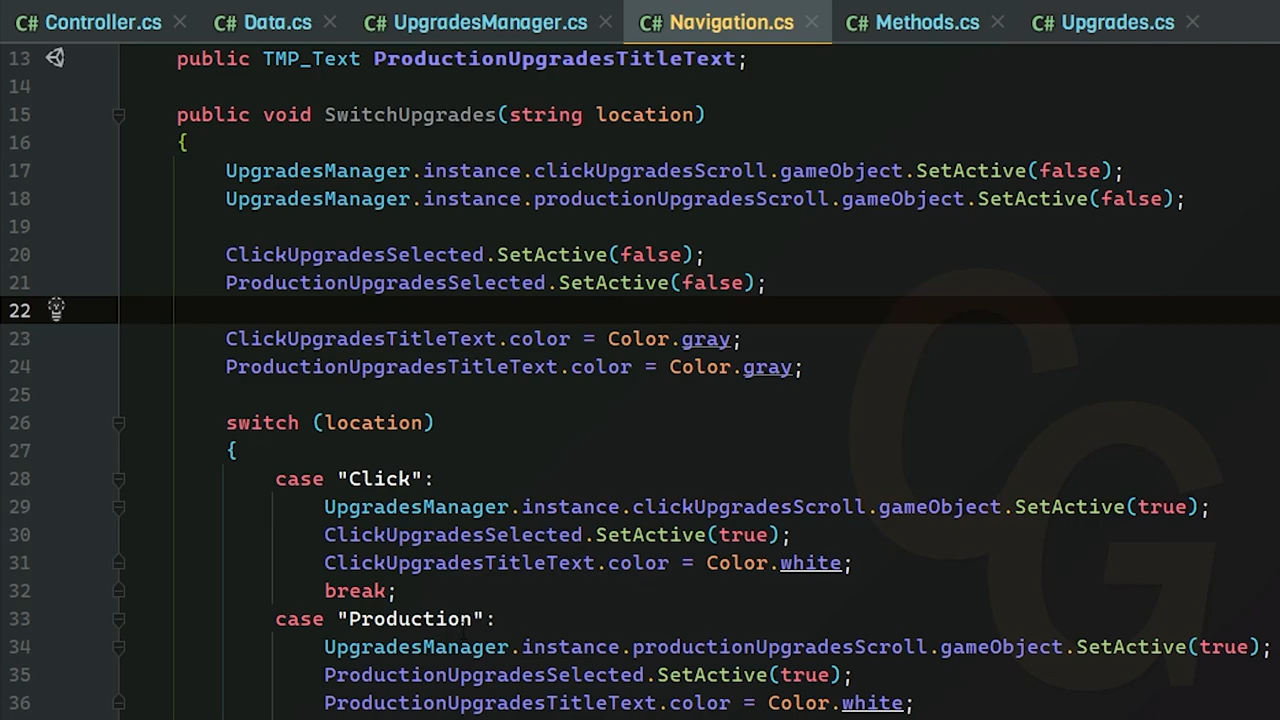 C# Controller.cs × C# Data.cs × C# UpgradesManager.cs × C# Navigation.cs × C# Methods.cs × C# Upgrades.cs ×
13 public TMP_Text ProductionUpgradesTitleText;
14
15 public void SwitchUpgrades(string location)
16 {
17 UpgradesManager.instance.clickUpgradesScroll.gameObject.SetActive(false);
18 UpgradesManager.instance.productionUpgradesScroll.gameObject.SetActive(false);
19
20 ClickUpgradesSelected.SetActive(false);
21 ProductionUpgradesSelected.SetActive(false);
22
23 ClickUpgradesTitleText.color = Color.gray;
24 ProductionUpgradesTitleText.color = Color.gray;
25
26 switch (location)
27 {
28 case "Click":
29 UpgradesManager.instance.clickUpgradesScroll.gameObject.SetActive(true);
30 ClickUpgradesSelected.SetActive(true);
31 ClickUpgradesTitleText.color = Color.white;
32 break;
33 case "Production":
34 UpgradesManager.instance.productionUpgradesScroll.gameObject.SetActive(true);
35 ProductionUpgradesSelected.SetActive(true);
36 ProductionUpgradesTitleText.color = Color.white;
CG